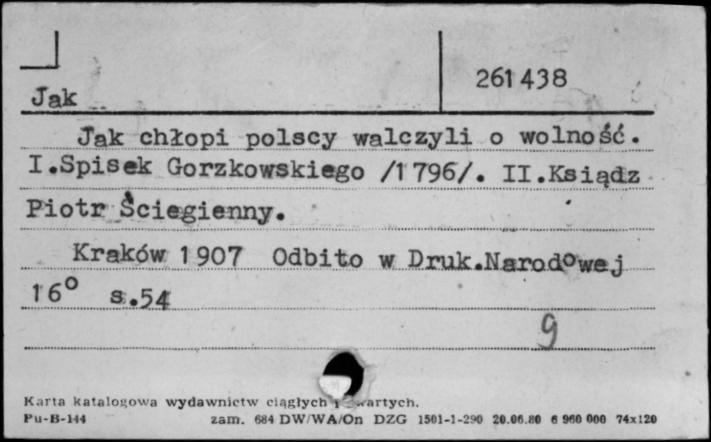 261438
Jak
Jak chłopi polscy walczyli o wolność.
I.Spisek Gorzkowskiego /1796/. II.Ksiądz
Piotr Ściegienny.
Kraków 1907 Odbito w Druk.Narodowej
16° s.54
9
Karta katalogowa wydawnictw ciągłych
Pu-B-144 zam. 684 DW/WA/On DZG 1501-1-290 20.06.80 6 960 000 74x120